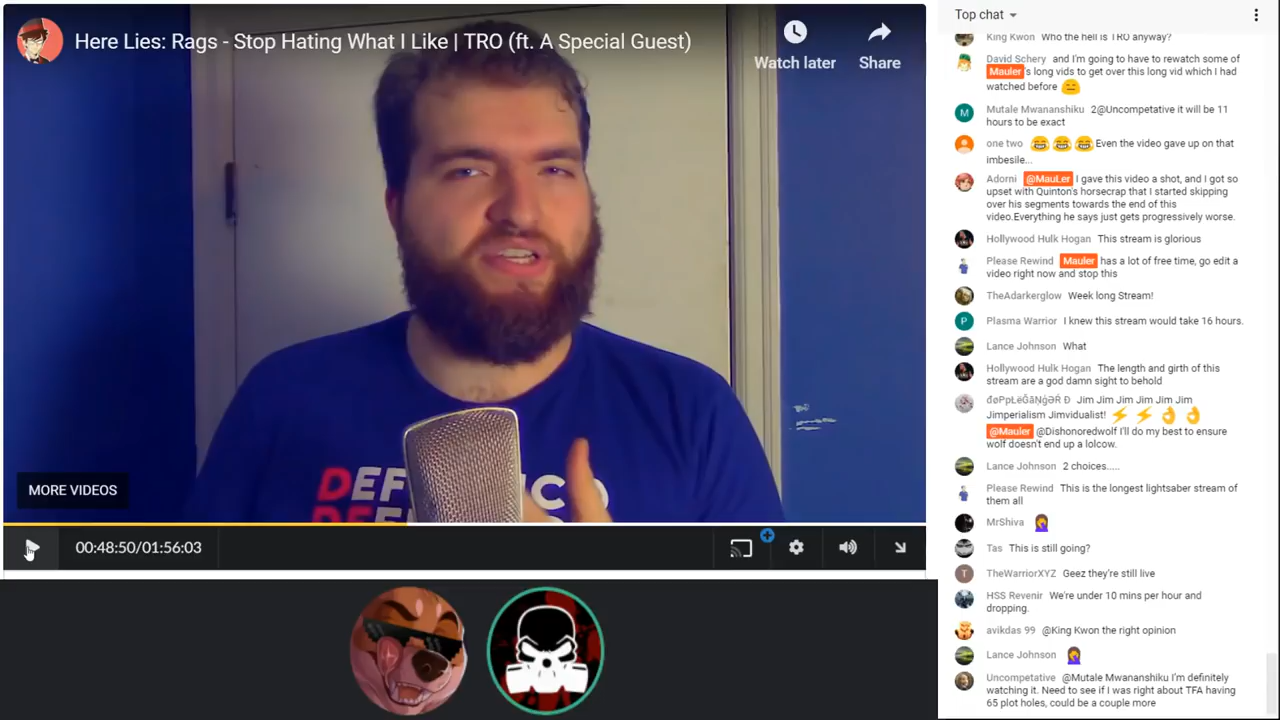 Here Lies: Rags - Stop Hating What I Like | TRO (ft. A Special Guest)
Watch later
Share
MORE VIDEOS
00:48:50/01:56:03
Top chat
King Kwon Who the hell is TRO anyway?
David Schery and I'm going to have to rewatch some of
Mauler's long vids to get over this long vid which I had
watched before
M
Mutale Mwananshiku 2@Uncompetative it will be 11
hours to be exact
one two Even the video gave up on that
imbesile...
Adorni @MauLer I gave this video a shot, and I got so
upset with Quinton's horsecrap that I started skipping
over his segments towards the end of this
video.Everything he says just gets progressively worse.
Hollywood Hulk Hogan This stream is glorious
Please Rewind Mauler has a lot of free time, go edit a
video right now and stop this
TheAdarkerglow Week long Stream!
P
Plasma Warrior I knew this stream would take 16 hours.
Lance Johnson What
Hollywood Hulk Hogan The length and girth of this
stream are a god damn sight to behold
Jim Jim Jim Jim Jim Jim
Jimperialism Jimvidualist!
@Mauler @Dishonoredwolf I'll do my best to ensure
wolf doesn't end up a lolcow.
Lance Johnson 2 choices.....
Please Rewind This is the longest lightsaber stream of
them all
MrShiva
Tas This is still going?
T
TheWarriorXYZ Geez they're still live
HSS Revenir We're under 10 mins per hour and
dropping.
avikdas 99 @King Kwon the right opinion
Lance Johnson
Uncompetative @Mutale Mwananshiku I'm definitely
watching it. Need to see if I was right about TFA having
65 plot holes, could be a couple more